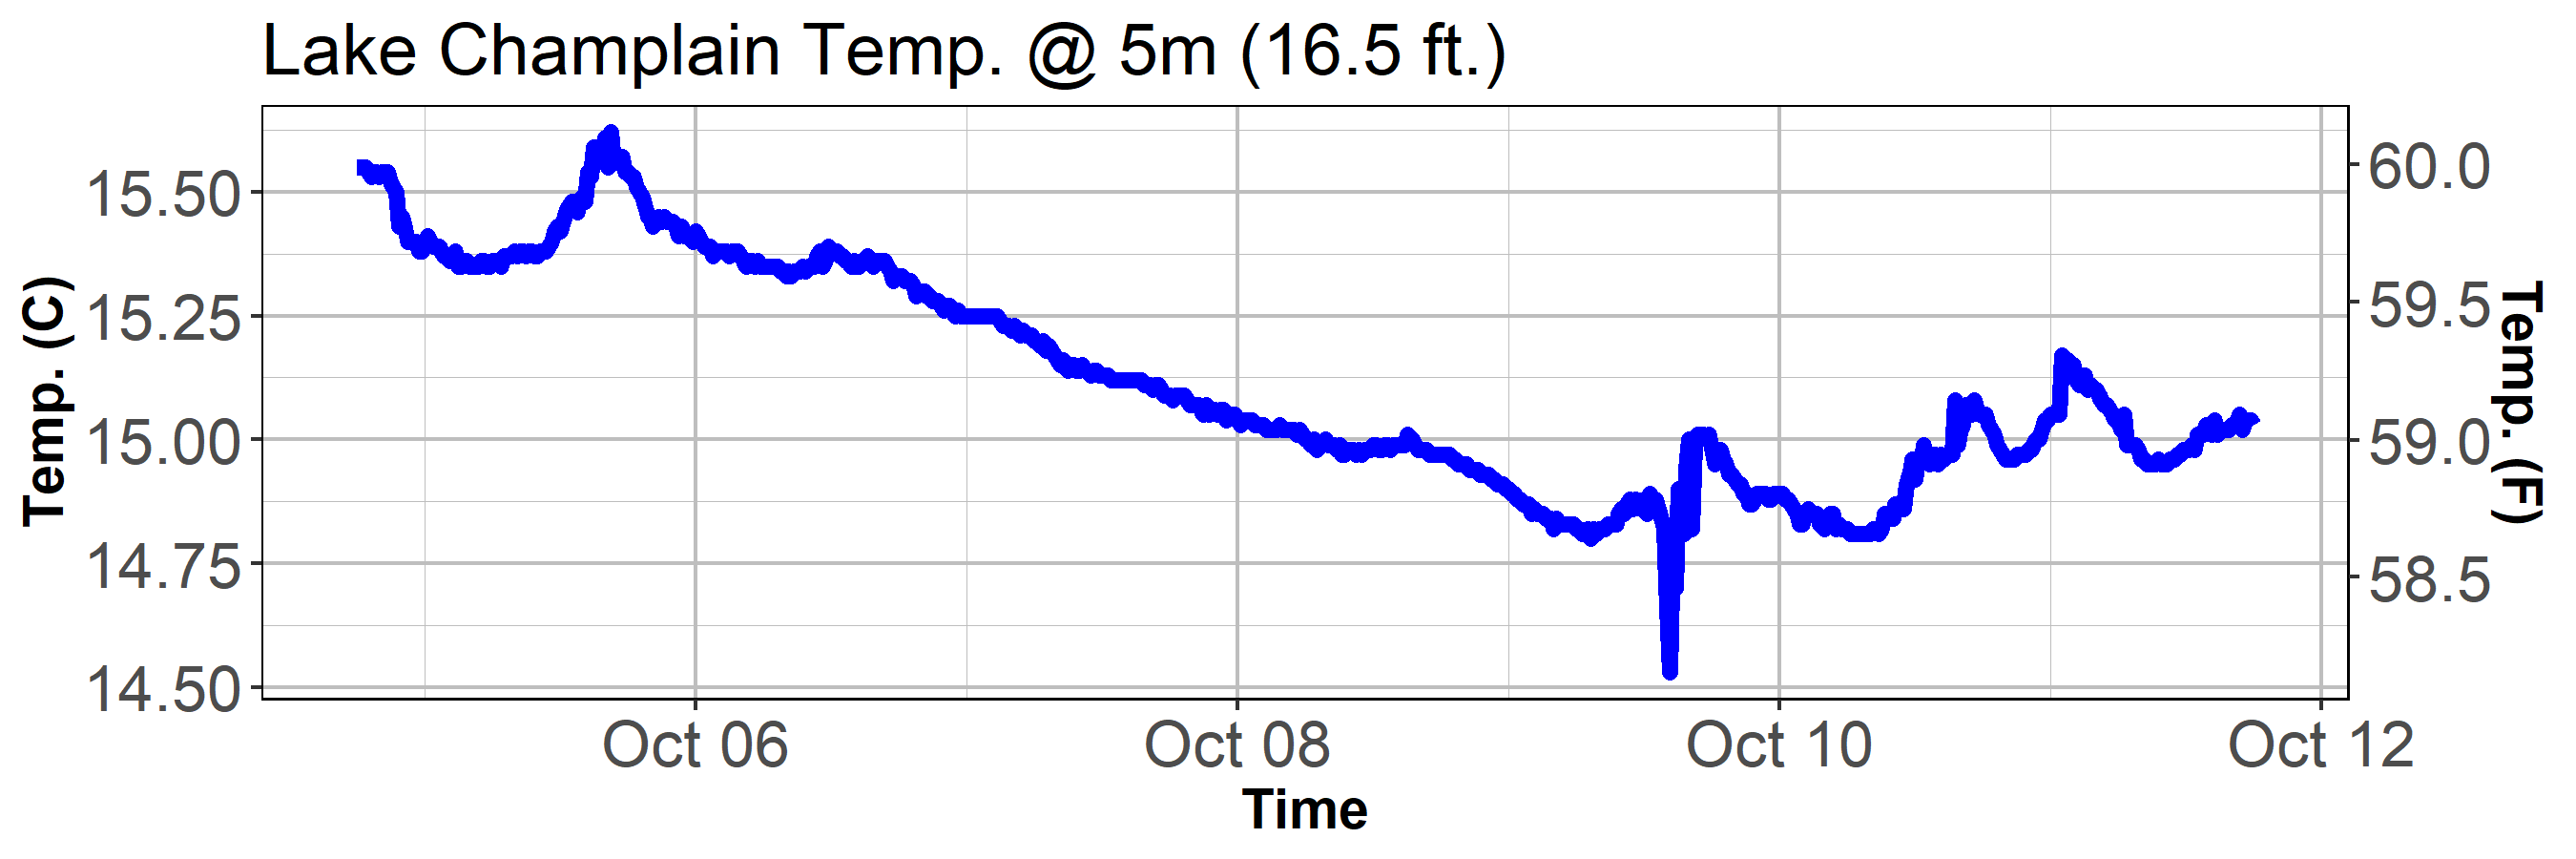 Lake Champlain Temp. @ 5m (16.5 ft.)
Temp. (C)
15.50
15.25
15.00
14.75
14.50
60.0
59.5
59.0
58.5
Temp. (F)
Oct 06
Oct 08
Oct 10
Oct 12
Time